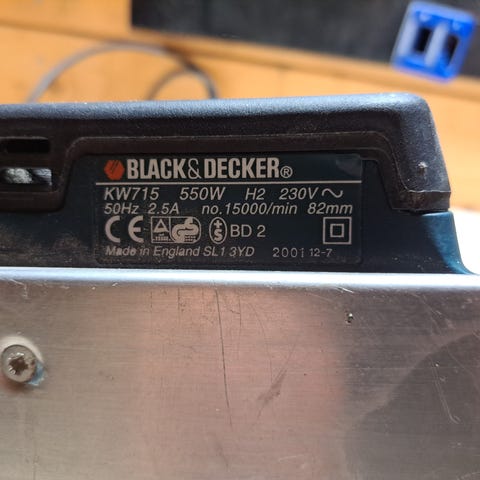 BLACK&DECKER®
KW715 550W H2 230V ~
50Hz 2.5A no.15000/min 82mm
CE GS BD 2
Made in England SL1 3YD 2001 12-7